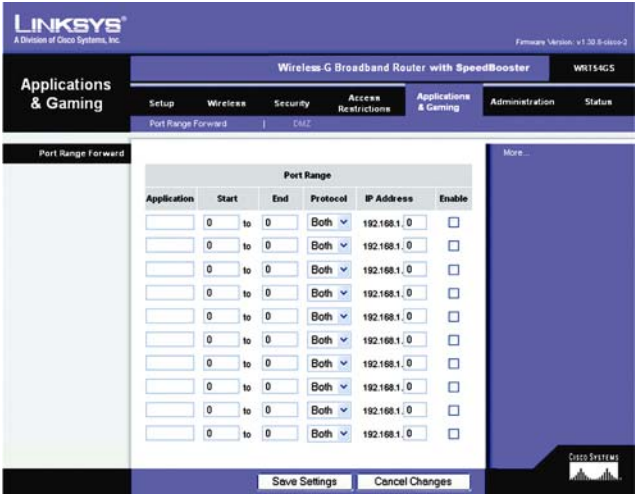 LINKSYS®
A Division of Cisco Systems, Inc.
Firmware Version: v1.30.8-cisco-2
Wireless-G Broadband Router with SpeedBooster WRT54GS
Applications & Gaming
Setup Wireless Security Access Restrictions Applications & Gaming Administration Status
Port Range Forward | DMZ
Port Range Forward
More...
Port Range
Application Start End Protocol IP Address Enable
0 to 0 Both 192.168.1. 0
0 to 0 Both 192.168.1. 0
0 to 0 Both 192.168.1. 0
0 to 0 Both 192.168.1. 0
0 to 0 Both 192.168.1. 0
0 to 0 Both 192.168.1. 0
0 to 0 Both 192.168.1. 0
0 to 0 Both 192.168.1. 0
0 to 0 Both 192.168.1. 0
0 to 0 Both 192.168.1. 0
Save Settings Cancel Changes
CISCO SYSTEMS